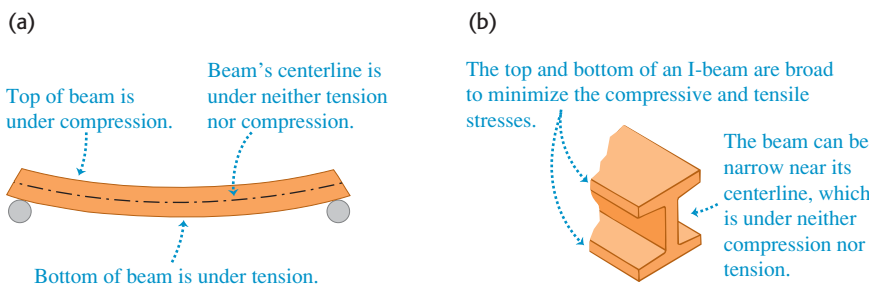 (a)
Top of beam is
under compression.
Beam's centerline is
under neither tension
nor compression.
Bottom of beam is under tension.
(b)
The top and bottom of an I-beam are broad
to minimize the compressive and tensile
stresses.
The beam can be
narrow near its
centerline, which
is under neither
compression nor
tension.